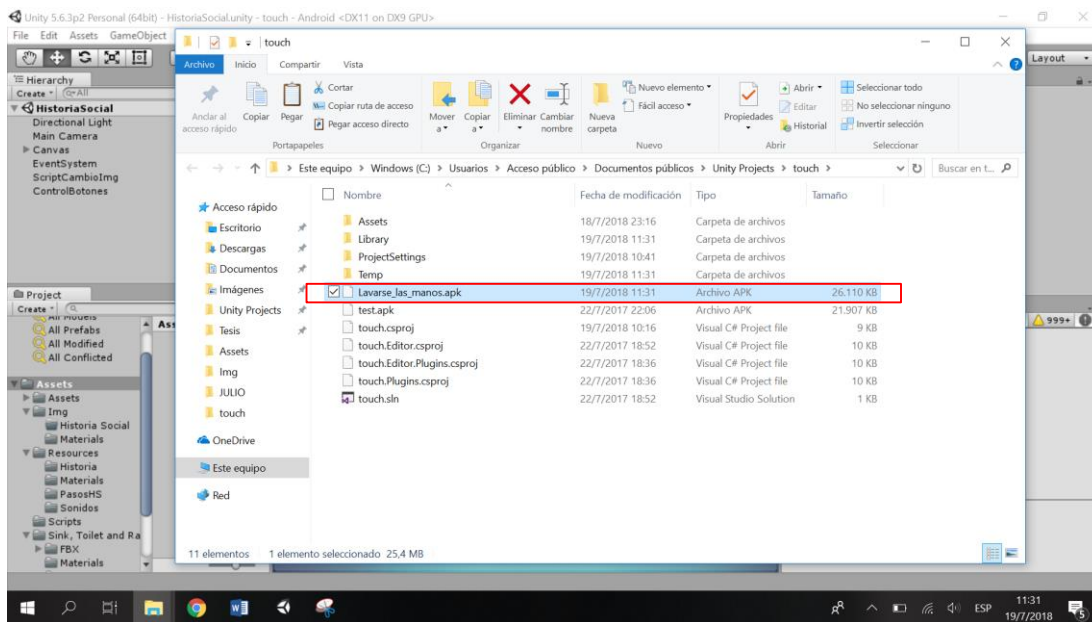 Unity 5.6.3p2 Personal (64bit) - HistoriaSocial.unity - touch - Android <DX11 on DX9 GPU>
File Edit Assets GameObject
Layout
Hierarchy
Create
HistoriaSocial
Directional Light
Main Camera
Canvas
EventSystem
ScriptCambioImg
ControlBotones
touch
Archivo Inicio Compartir Vista
Anclar al acceso rápido
Copiar
Pegar
Cortar
Copiar ruta de acceso
Pegar acceso directo
Portapapeles
Mover a
Copiar a
Eliminar
Cambiar nombre
Organizar
Nueva carpeta
Nuevo elemento
Fácil acceso
Nuevo
Propiedades
Abrir
Editar
Historial
Abrir
Seleccionar todo
No seleccionar ninguno
Invertir selección
Seleccionar
Este equipo > Windows (C:) > Usuarios > Acceso público > Documentos públicos > Unity Projects > touch >
Buscar en t...
Acceso rápido
Escritorio
Descargas
Documentos
Imágenes
Unity Projects
Tesis
Assets
Img
JULIO
touch
OneDrive
Este equipo
Red
Nombre Fecha de modificación Tipo Tamaño
Assets 18/7/2018 23:16 Carpeta de archivos
Library 19/7/2018 11:31 Carpeta de archivos
ProjectSettings 19/7/2018 10:41 Carpeta de archivos
Temp 19/7/2018 11:31 Carpeta de archivos
Lavarse_las_manos.apk 19/7/2018 11:31 Archivo APK 26.110 KB
test.apk 22/7/2017 22:06 Archivo APK 21.907 KB
touch.csproj 19/7/2018 10:16 Visual C# Project file 9 KB
touch.Editor.csproj 22/7/2017 18:52 Visual C# Project file 10 KB
touch.Editor.Plugins.csproj 22/7/2017 18:36 Visual C# Project file 10 KB
touch.Plugins.csproj 22/7/2017 18:36 Visual C# Project file 10 KB
touch.sln 22/7/2017 18:52 Visual Studio Solution 1 KB
11 elementos 1 elemento seleccionado 25,4 MB
Project
Create
All Prefabs
All Modified
All Conflicted
Assets
Assets
Img
Historia Social
Materials
Resources
Historia
Materials
PasosHS
Sonidos
Scripts
Sink, Toilet and Ra
FBX
Materials
999+
ESP
11:31
19/7/2018
5